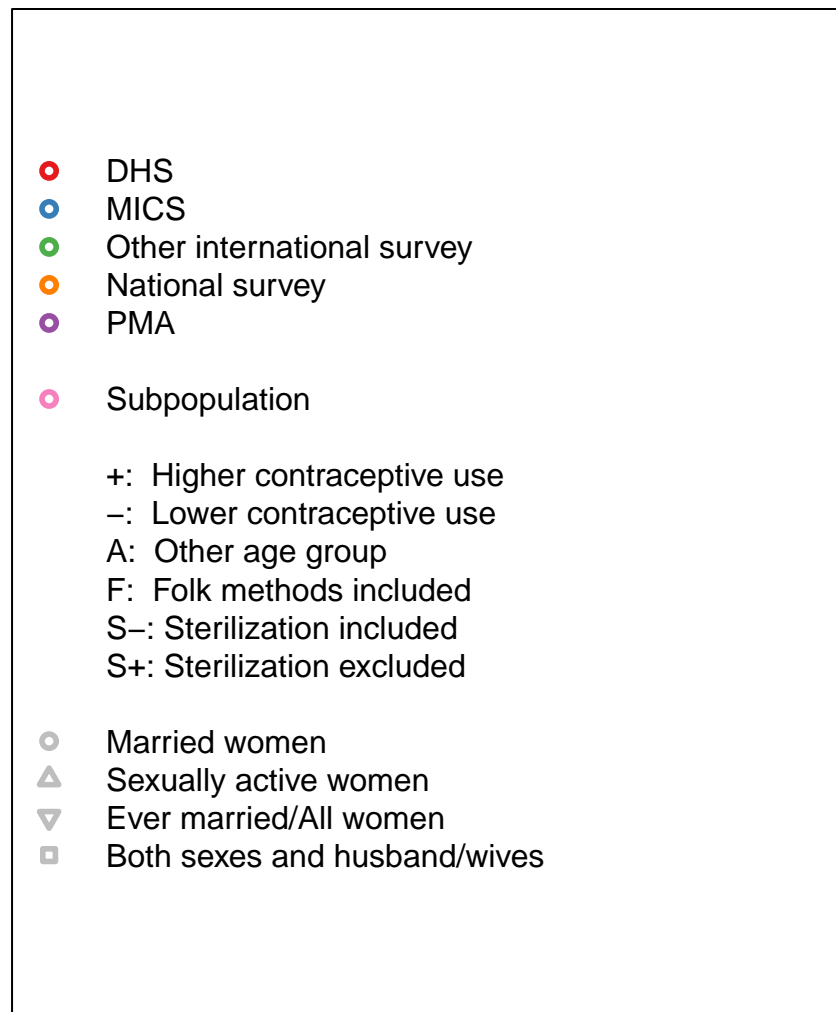 DHS
MICS
Other international survey
National survey
PMA
Subpopulation
+: Higher contraceptive use
−: Lower contraceptive use
A: Other age group
F: Folk methods included
S−: Sterilization included
S+: Sterilization excluded
Married women
Sexually active women
Ever married/All women
Both sexes and husband/wives